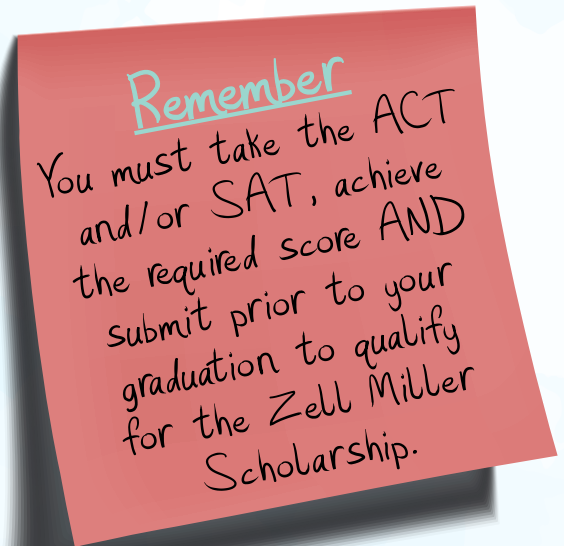 Remember
You must take the ACT
and/or SAT, achieve
the required score AND
submit prior to your
graduation to qualify
for the Zell Miller
Scholarship.